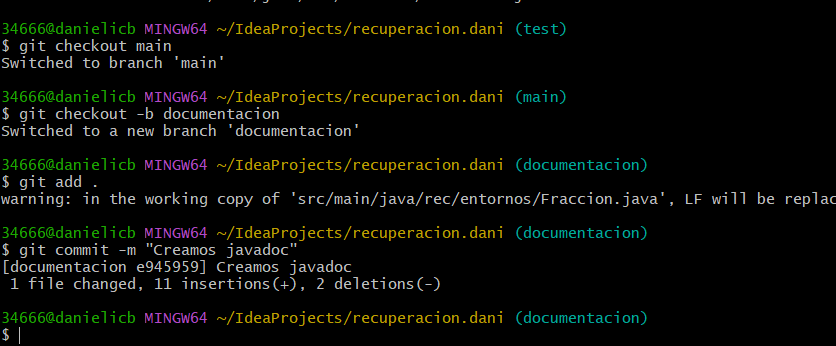 34666@danielicb MINGW64 ~/IdeaProjects/recuperacion.dani (test)
$ git checkout main
Switched to branch 'main'
34666@danielicb MINGW64 ~/IdeaProjects/recuperacion.dani (main)
$ git checkout -b documentacion
Switched to a new branch 'documentacion'
34666@danielicb MINGW64 ~/IdeaProjects/recuperacion.dani (documentacion)
$ git add .
warning: in the working copy of 'src/main/java/rec/entornos/Fraccion.java', LF will be replac
34666@danielicb MINGW64 ~/IdeaProjects/recuperacion.dani (documentacion)
$ git commit -m "Creamos javadoc"
[documentacion e945959] Creamos javadoc
 1 file changed, 11 insertions(+), 2 deletions(-)
34666@danielicb MINGW64 ~/IdeaProjects/recuperacion.dani (documentacion)
$